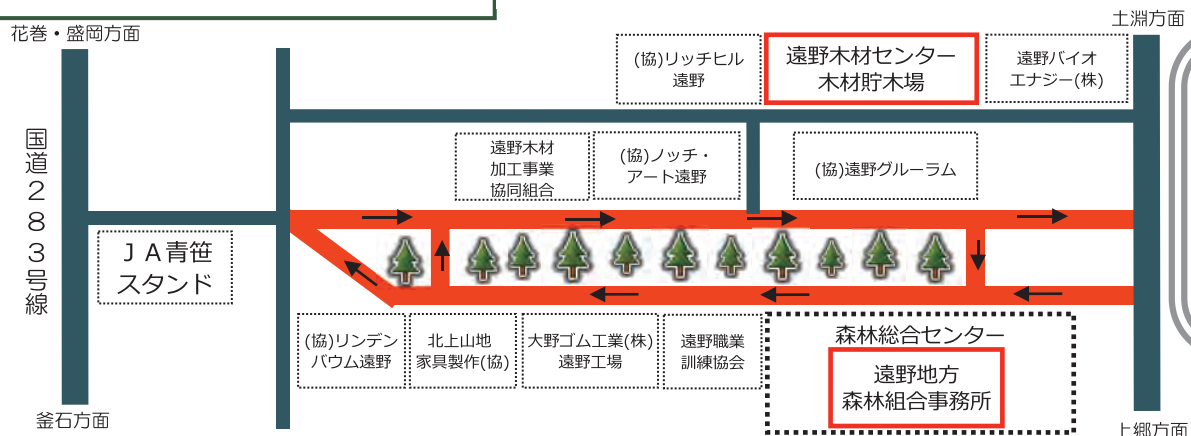 花巻・盛岡方面
土淵方面
(協)リッチヒル
遠野
遠野木材センター
木材貯木場
遠野バイオ
エナジー(株)
国道283号線
遠野木材
加工事業
協同組合
(協)ノッチ・
アート遠野
(協)遠野グルーラム
JA青笹
スタンド
(協)リンデン
バウム遠野
北上山地
家具製作(協)
大野ゴム工業(株)
遠野工場
遠野職業
訓練協会
森林総合センター
遠野地方
森林組合事務所
釜石方面
上郷方面